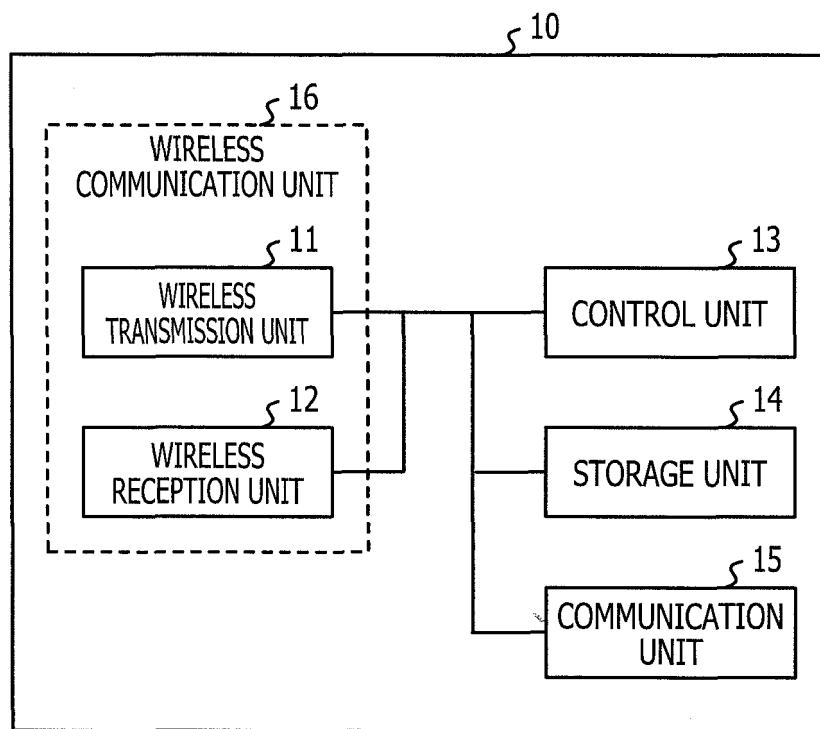 10
16
WIRELESS
COMMUNICATION UNIT
11
WIRELESS
TRANSMISSION UNIT
13
CONTROL UNIT
12
WIRELESS
RECEPTION UNIT
14
STORAGE UNIT
15
COMMUNICATION
UNIT